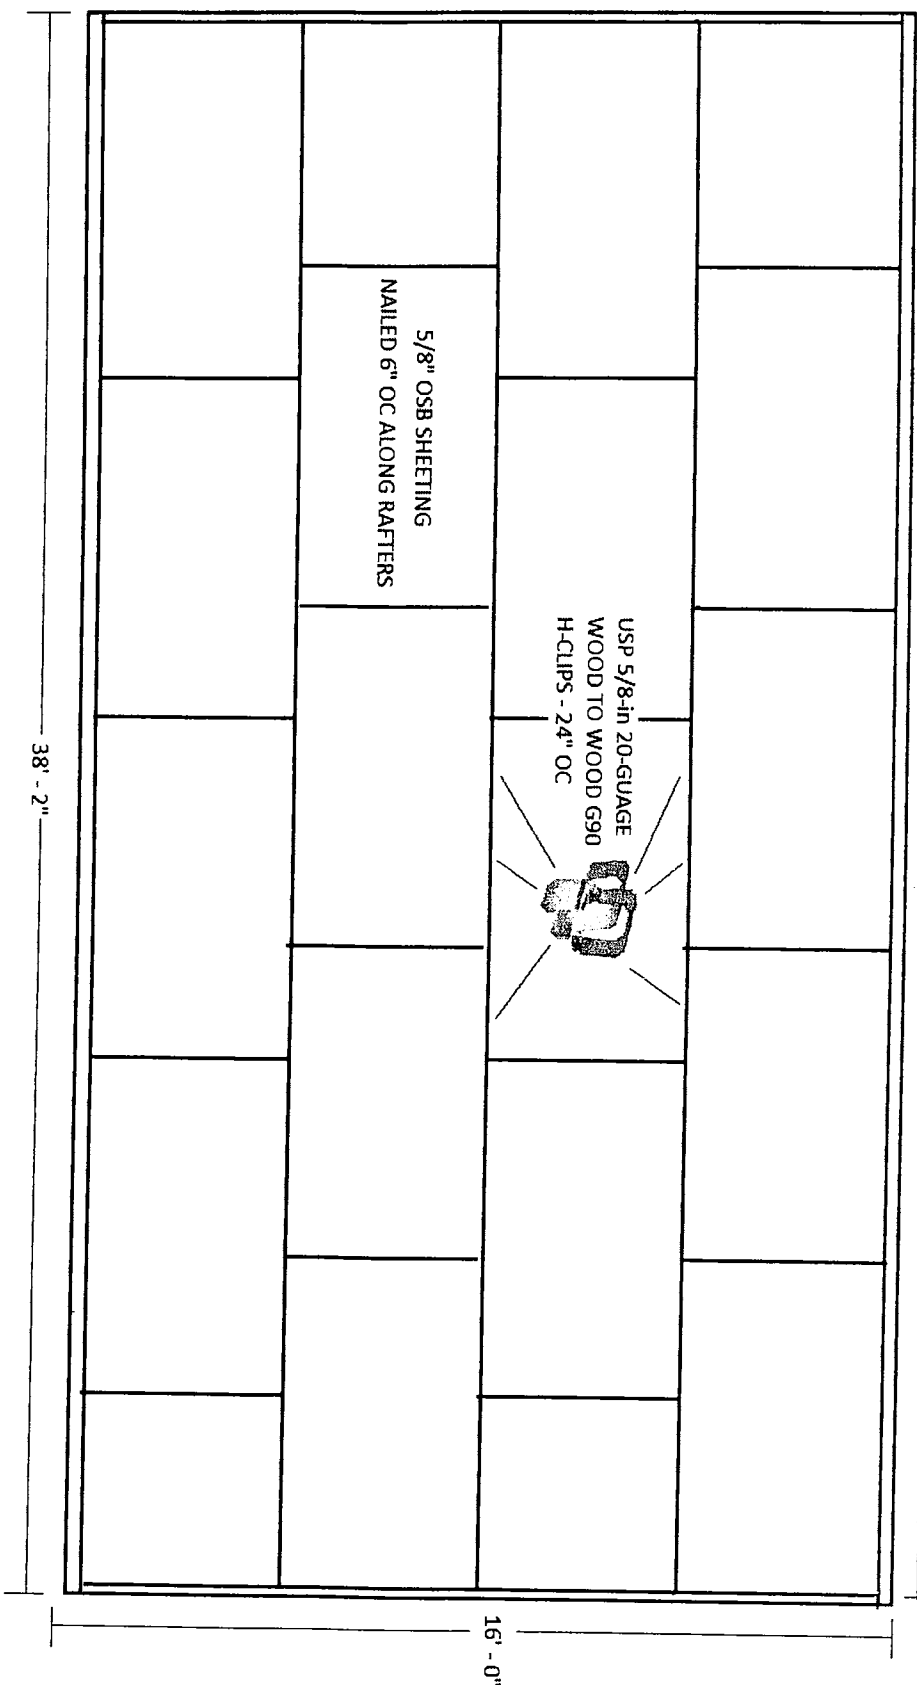 USP 5/8-in 20-GUAGE
WOOD TO WOOD G90
H-CLIPS - 24" OC
5/8" OSB SHEETING
NAILED 6" OC ALONG RAFTERS
38' - 2"
16' - 0"